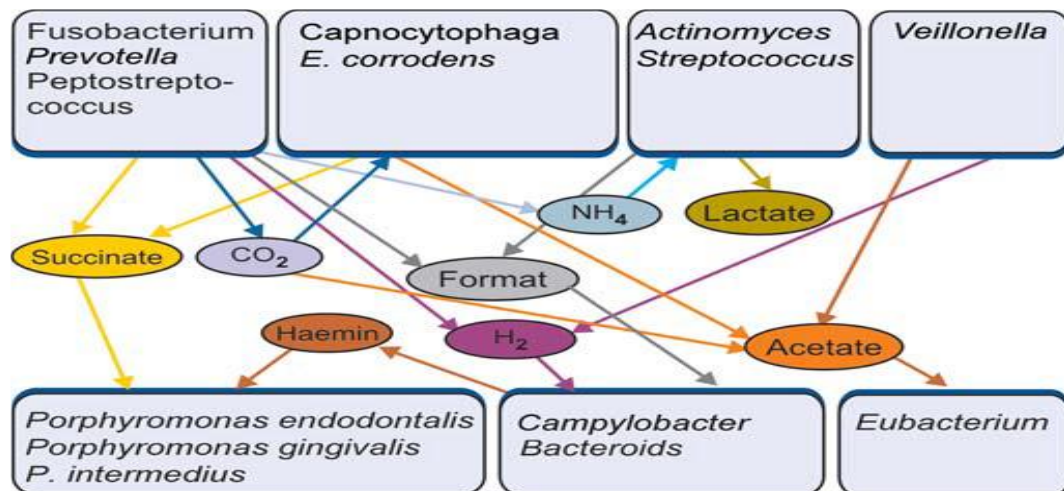 Fusobacterium
Prevotella
Peptostrepto-
coccus
Capnocytophaga
E. corrodens
Actinomyces
Streptococcus
Veillonella
NH4
Lactate
Succinate
CO2
Format
Haemin
H2
Acetate
Porphyromonas endodontalis
Porphyromonas gingivalis
P. intermedius
Campylobacter
Bacteroids
Eubacterium